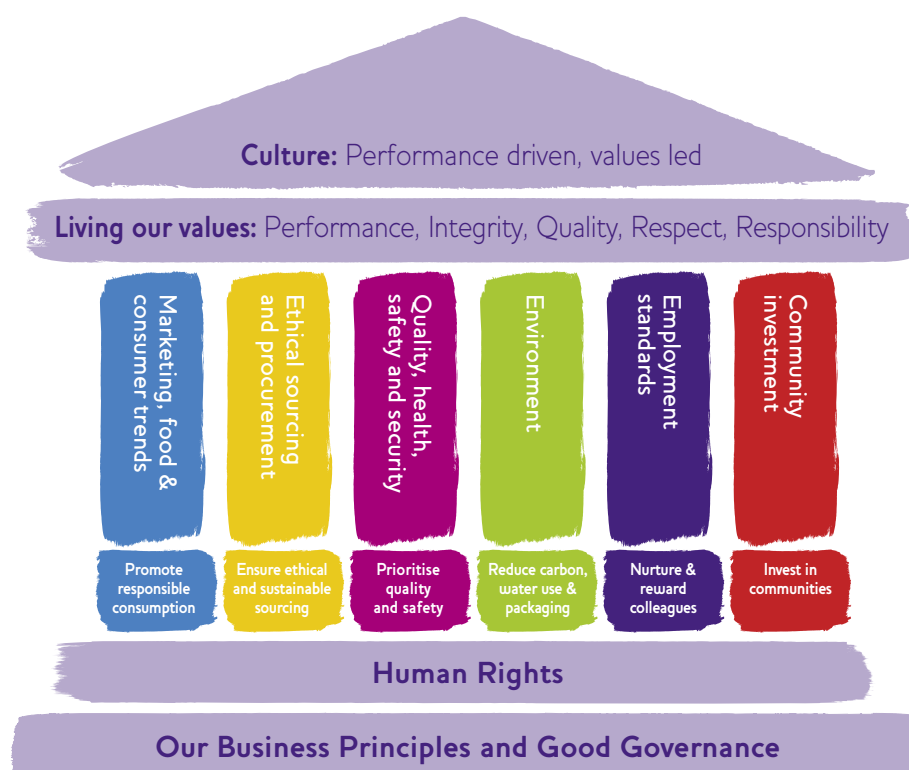 Culture: Performance driven, values led
Living our values: Performance, Integrity, Quality, Respect, Responsibility
Marketing, food &
consumer trends
Ethical sourcing
and procurement
Quality, health,
safety and security
Environment
Employment
standards
Community
investment
Promote
responsible
consumption
Ensure ethical
and sustainable
sourcing
Prioritise
quality
and safety
Reduce carbon,
water use &
packaging
Nurture &
reward
colleagues
Invest in
communities
Human Rights
Our Business Principles and Good Governance